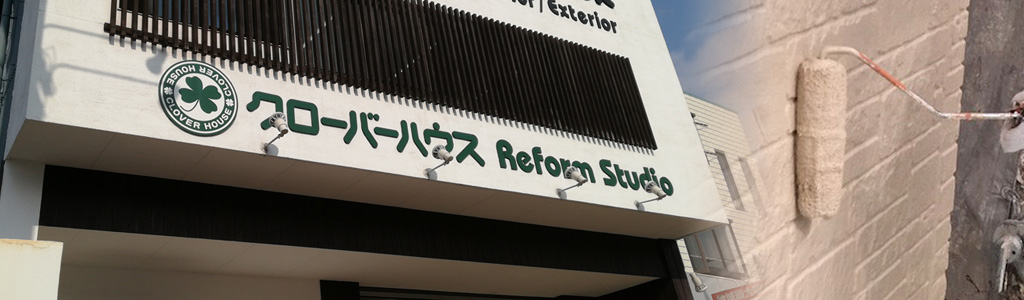 Exterior
CLOVER HOUSE
CLOVER HOUSE
クローバーハウス Reform Studio